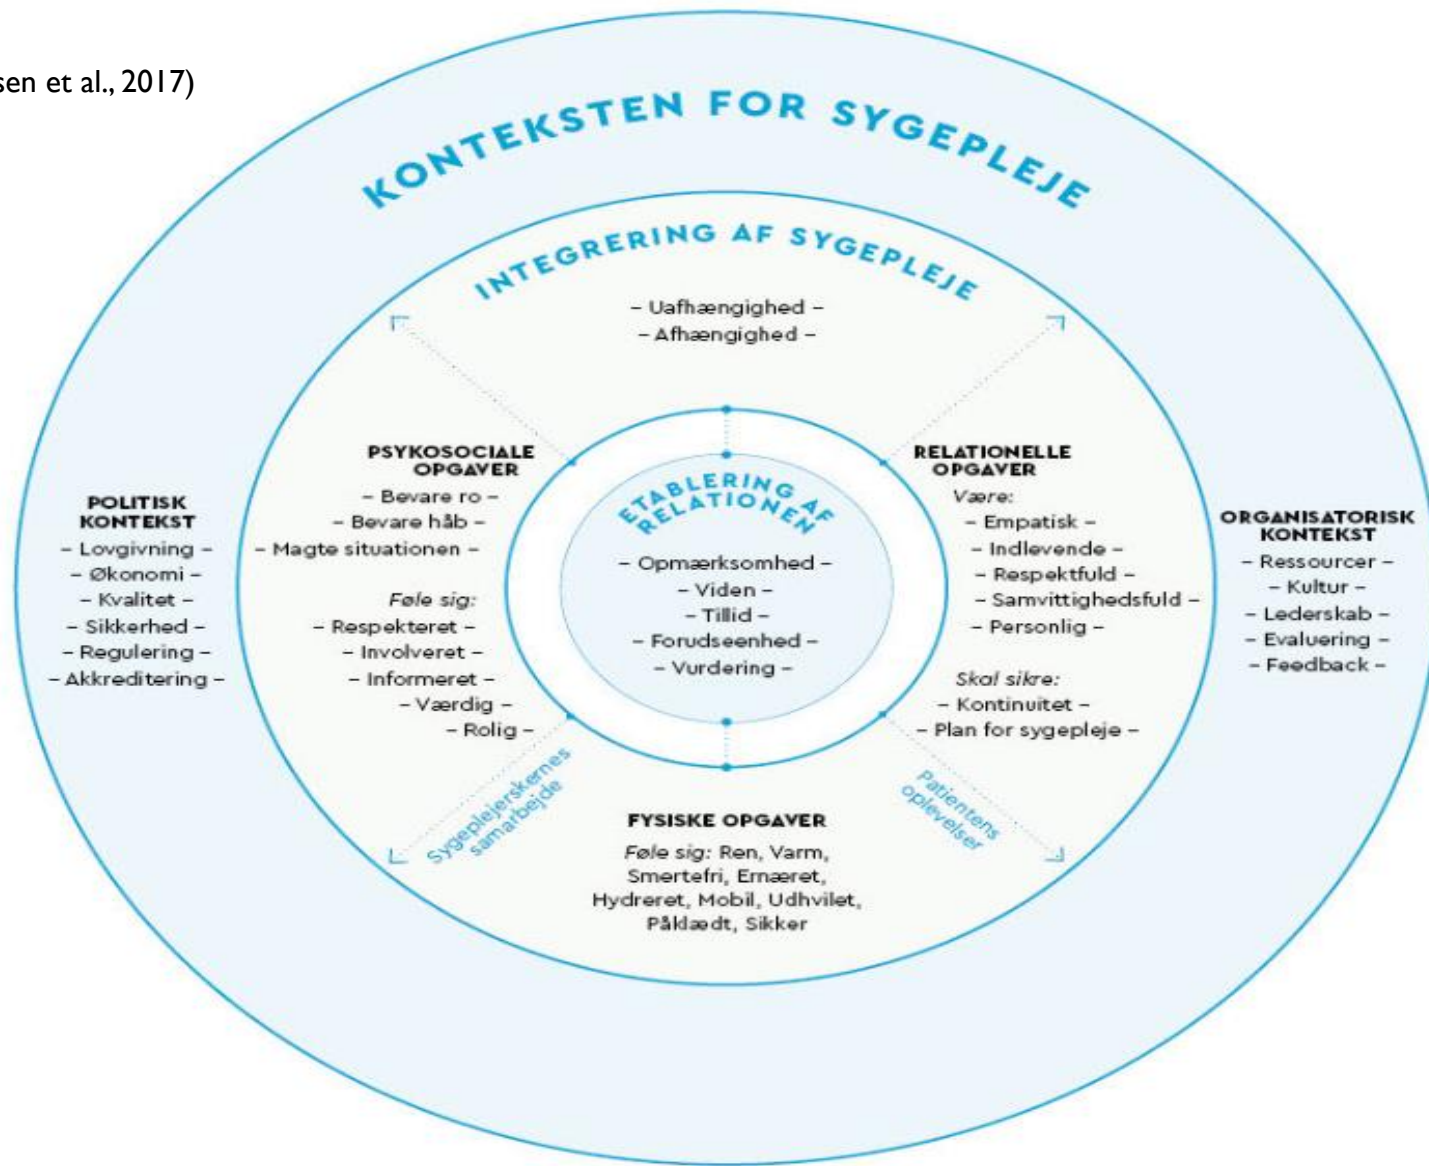 sen et al., 2017)
KONTEKSTEN FOR SYGEPLEJE
INTEGRERING AF SYGEPLEJE
– Uafhængighed –
– Afhængighed –
PSYKOSOCIALE
OPGAVER
– Bevare ro –
– Bevare håb –
– Magte situationen –
Føle sig:
– Respekteret –
– Involveret –
– Informeret –
– Værdig –
– Rolig –
ETABLERING AF
RELATIONEN
– Opmærksomhed –
– Viden –
– Tillid –
– Forudseenhed –
– Vurdering –
RELATIONELLE
OPGAVER
Være:
– Empatisk –
– Indlevende –
– Respektfuld –
– Samvittighedsfuld –
– Personlig –
Skal sikre:
– Kontinuitet –
– Plan for sygepleje –
POLITISK
KONTEKST
– Lovgivning –
– Økonomi –
– Kvalitet –
– Sikkerhed –
– Regulering –
– Akkreditering –
ORGANISATORISK
KONTEKST
– Ressourcer –
– Kultur –
– Lederskab –
– Evaluering –
– Feedback –
Sygeplejerskernes
samarbejde
Patientens
oplevelser
FYSISKE OPGAVER
Føle sig: Ren, Varm,
Smertefri, Ernæret,
Hydreret, Mobil, Udhvilet,
Påklædt, Sikker